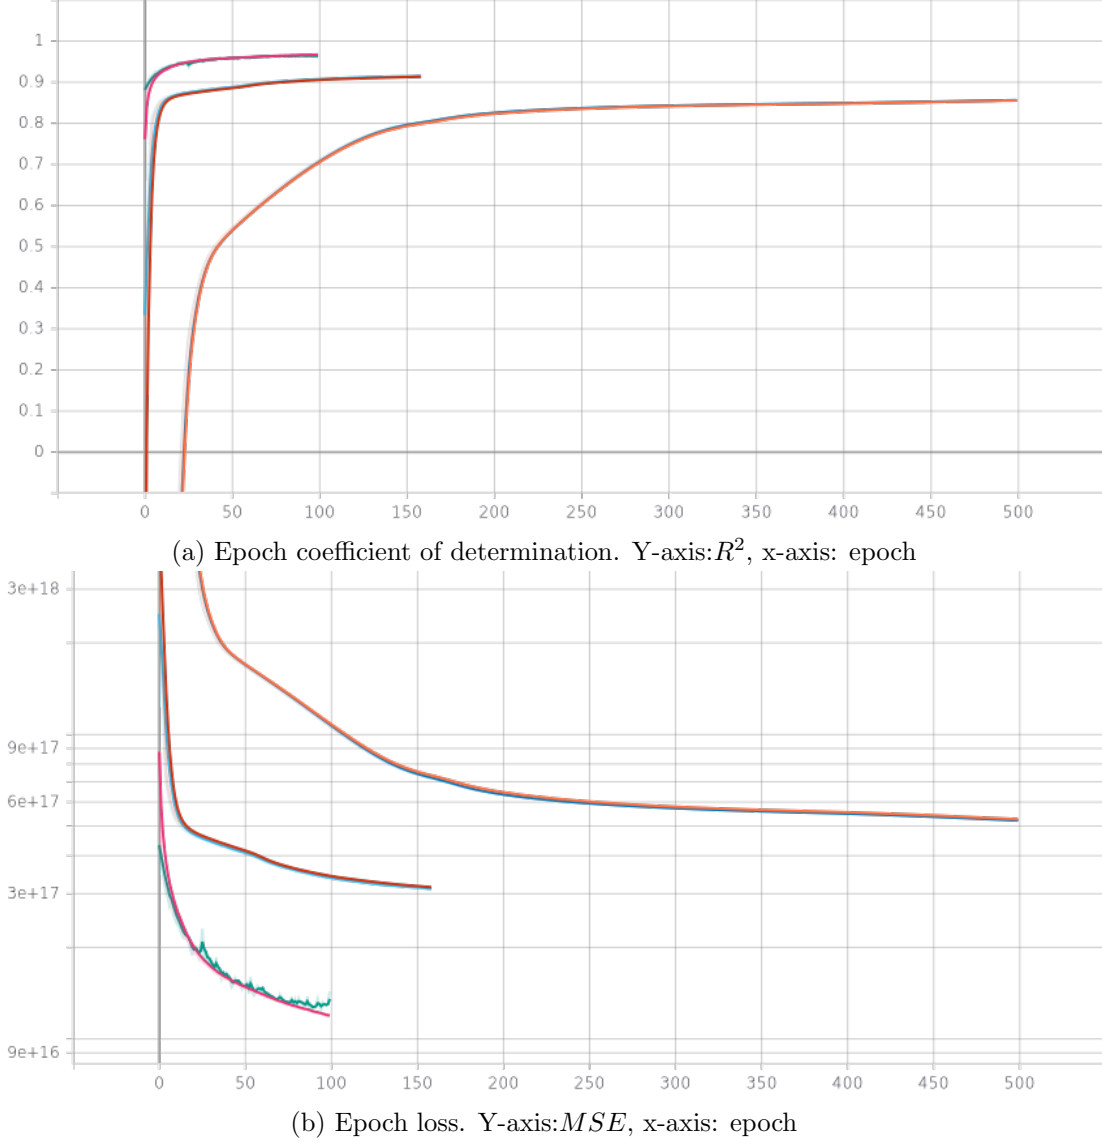 1
0.9
0.8
0.7
0.6
0.5
0.4
0.3
0.2
0.1
0
0 50 100 150 200 250 300 350 400 450 500
(a) Epoch coefficient of determination. Y-axis:R², x-axis: epoch
3e+18
9e+17
6e+17
3e+17
9e+16
0 50 100 150 200 250 300 350 400 450 500
(b) Epoch loss. Y-axis:MSE, x-axis: epoch